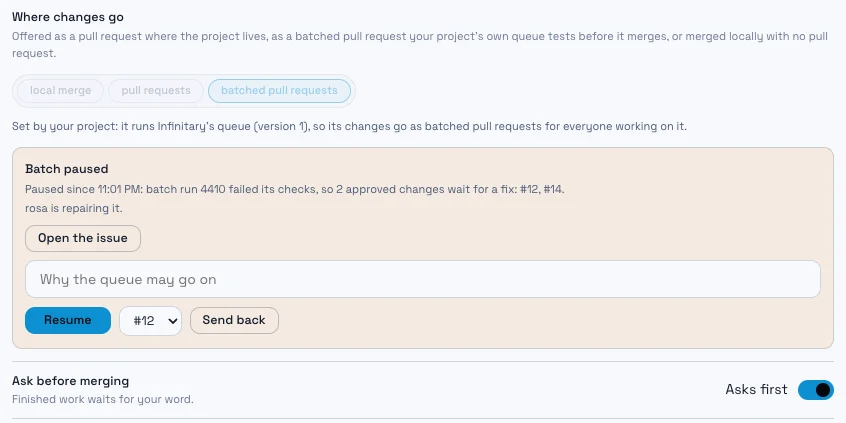 Where changes go
Offered as a pull request where the project lives, as a batched pull request your project's own queue tests before it merges, or merged locally with no pull
request.
local merge
pull requests
batched pull requests
Set by your project: it runs Infinitary's queue (version 1), so its changes go as batched pull requests for everyone working on it.
Batch paused
Paused since 11:01 PM: batch run 4410 failed its checks, so 2 approved changes wait for a fix: #12, #14.
rosa is repairing it.
Open the issue
Why the queue may go on
Resume
#12
Send back
Ask before merging
Asks first
Finished work waits for your word.